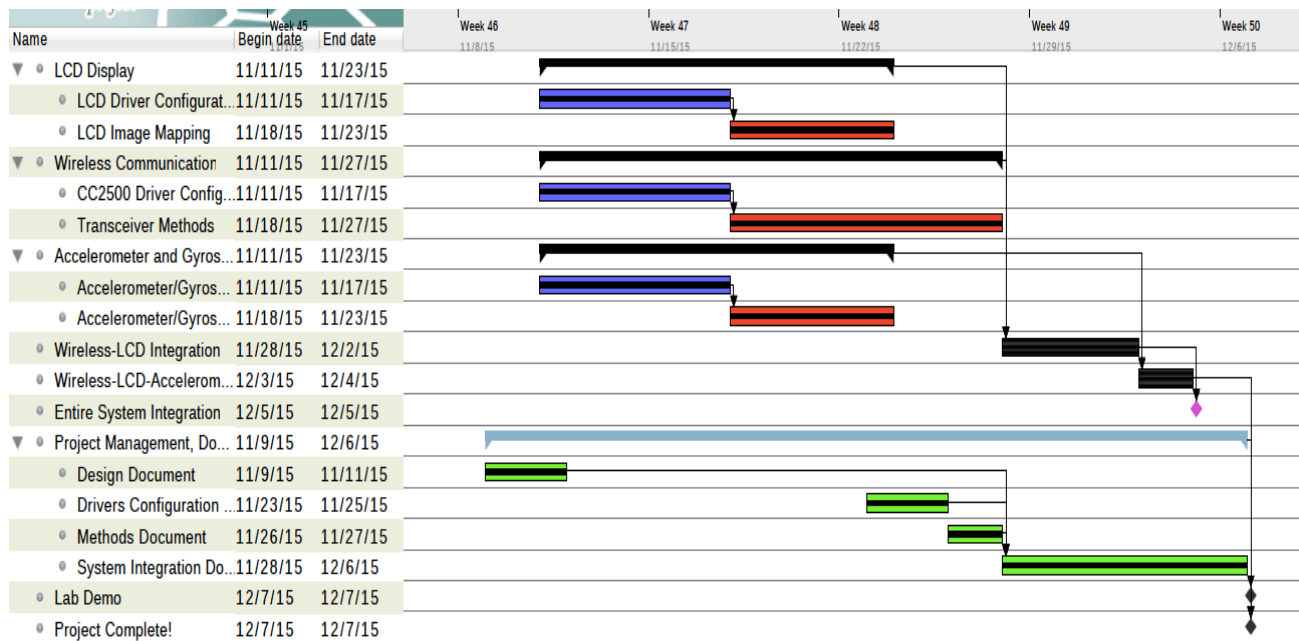 project
Week 45 Week 46 Week 47 Week 48 Week 49 Week 50
Name Begin date End date 11/1/15 11/8/15 11/15/15 11/22/15 11/29/15 12/6/15
LCD Display 11/11/15 11/23/15
LCD Driver Configurat... 11/11/15 11/17/15
LCD Image Mapping 11/18/15 11/23/15
Wireless Communication 11/11/15 11/27/15
CC2500 Driver Config... 11/11/15 11/17/15
Transceiver Methods 11/18/15 11/27/15
Accelerometer and Gyros... 11/11/15 11/23/15
Accelerometer/Gyros... 11/11/15 11/17/15
Accelerometer/Gyros... 11/18/15 11/23/15
Wireless-LCD Integration 11/28/15 12/2/15
Wireless-LCD-Accelerom... 12/3/15 12/4/15
Entire System Integration 12/5/15 12/5/15
Project Management, Do... 11/9/15 12/6/15
Design Document 11/9/15 11/11/15
Drivers Configuration ... 11/23/15 11/25/15
Methods Document 11/26/15 11/27/15
System Integration Do... 11/28/15 12/6/15
Lab Demo 12/7/15 12/7/15
Project Complete! 12/7/15 12/7/15